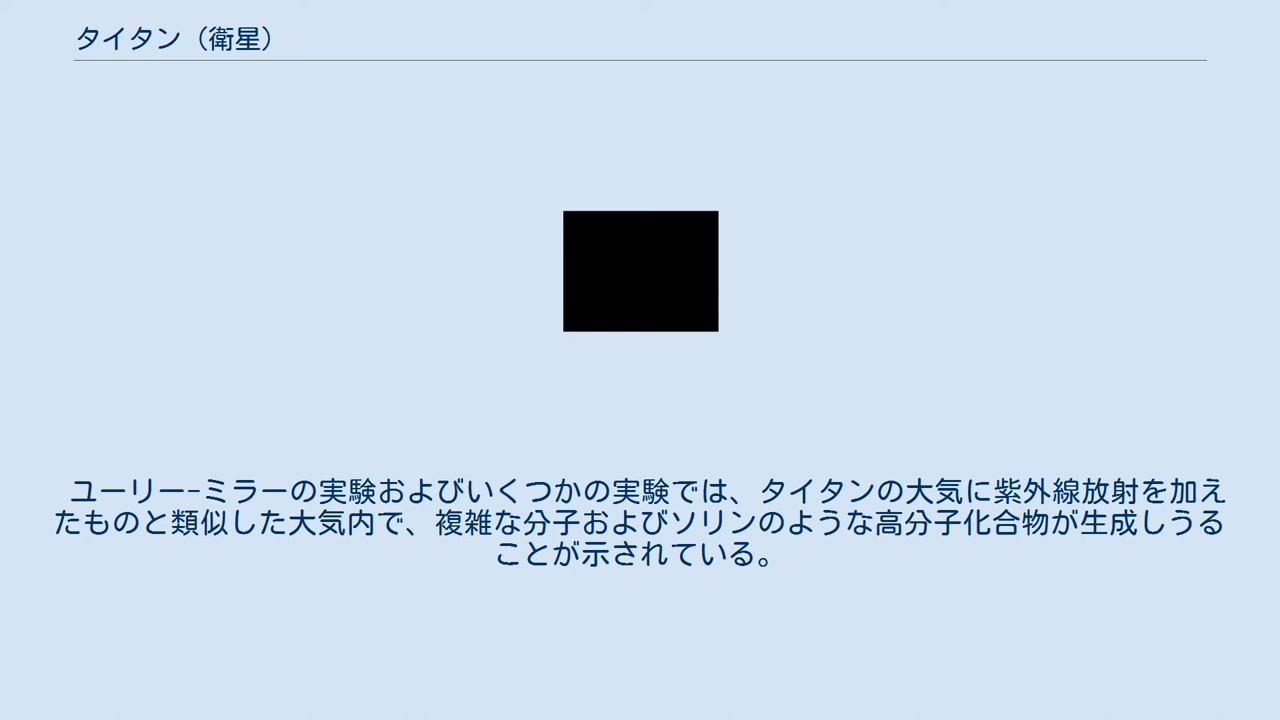 タイタン（衛星）
ユーリー-ミラーの実験およびいくつかの実験では、タイタンの大気に紫外線放射を加え
たものと類似した大気内で、複雑な分子およびソリンのような高分子化合物が生成しうる
ことが示されている。